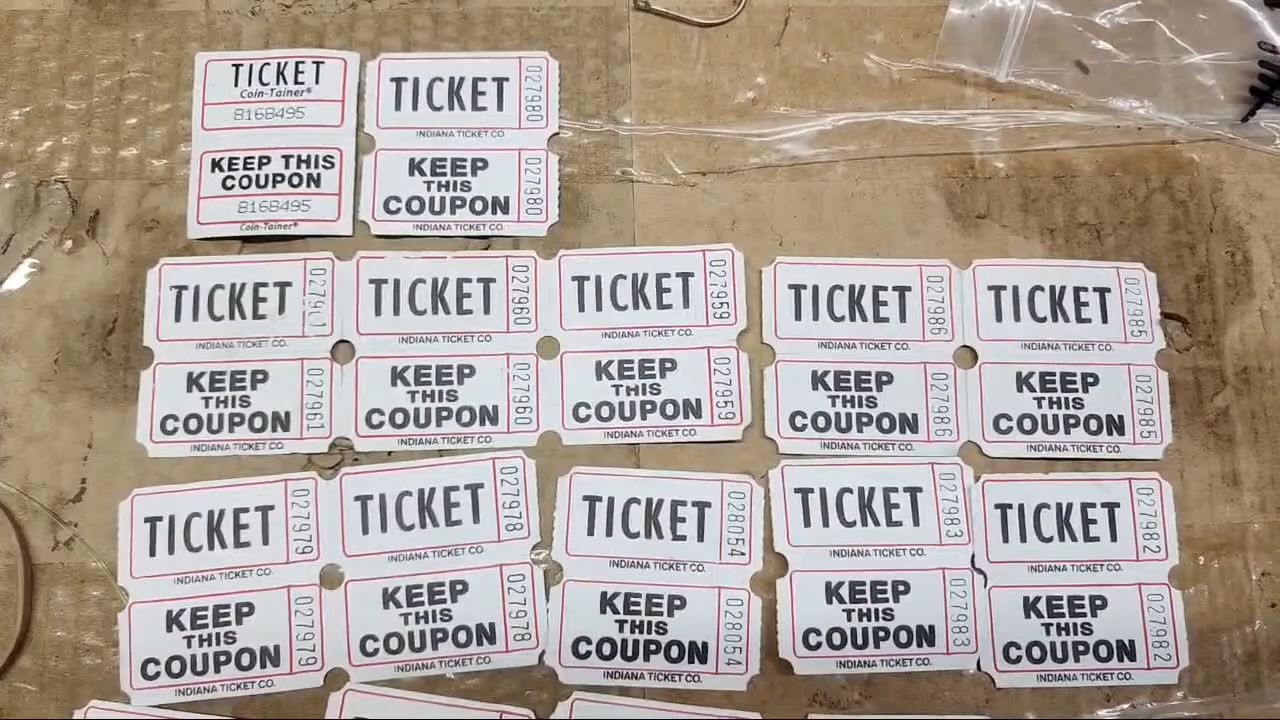 TICKET
Coin-Tainer®
8168495
KEEP THIS
COUPON
8168495
Coin-Tainer®
TICKET
027980
INDIANA TICKET CO.
KEEP
THIS
COUPON
027980
INDIANA TICKET CO.
TICKET
INDIANA TICKET CO.
KEEP
THIS
COUPON
027961
INDIANA TICKET CO.
TICKET
027960
INDIANA TICKET CO.
KEEP
THIS
COUPON
027960
INDIANA TICKET CO.
TICKET
027959
INDIANA TICKET CO.
KEEP
THIS
COUPON
027959
INDIANA TICKET CO.
TICKET
027986
INDIANA TICKET CO.
KEEP
THIS
COUPON
027986
INDIANA TICKET CO.
TICKET
027985
INDIANA TICKET CO.
KEEP
THIS
COUPON
027985
INDIANA TICKET CO.
TICKET
027979
INDIANA TICKET CO.
KEEP
THIS
COUPON
027979
INDIANA TICKET CO.
TICKET
027978
INDIANA TICKET CO.
KEEP
THIS
COUPON
027978
INDIANA TICKET CO.
TICKET
028054
INDIANA TICKET CO.
KEEP
THIS
COUPON
028054
INDIANA TICKET CO.
TICKET
027983
INDIANA TICKET CO.
KEEP
THIS
COUPON
027983
INDIANA TICKET CO.
TICKET
027982
INDIANA TICKET CO.
KEEP
THIS
COUPON
027982
INDIANA TICKET CO.